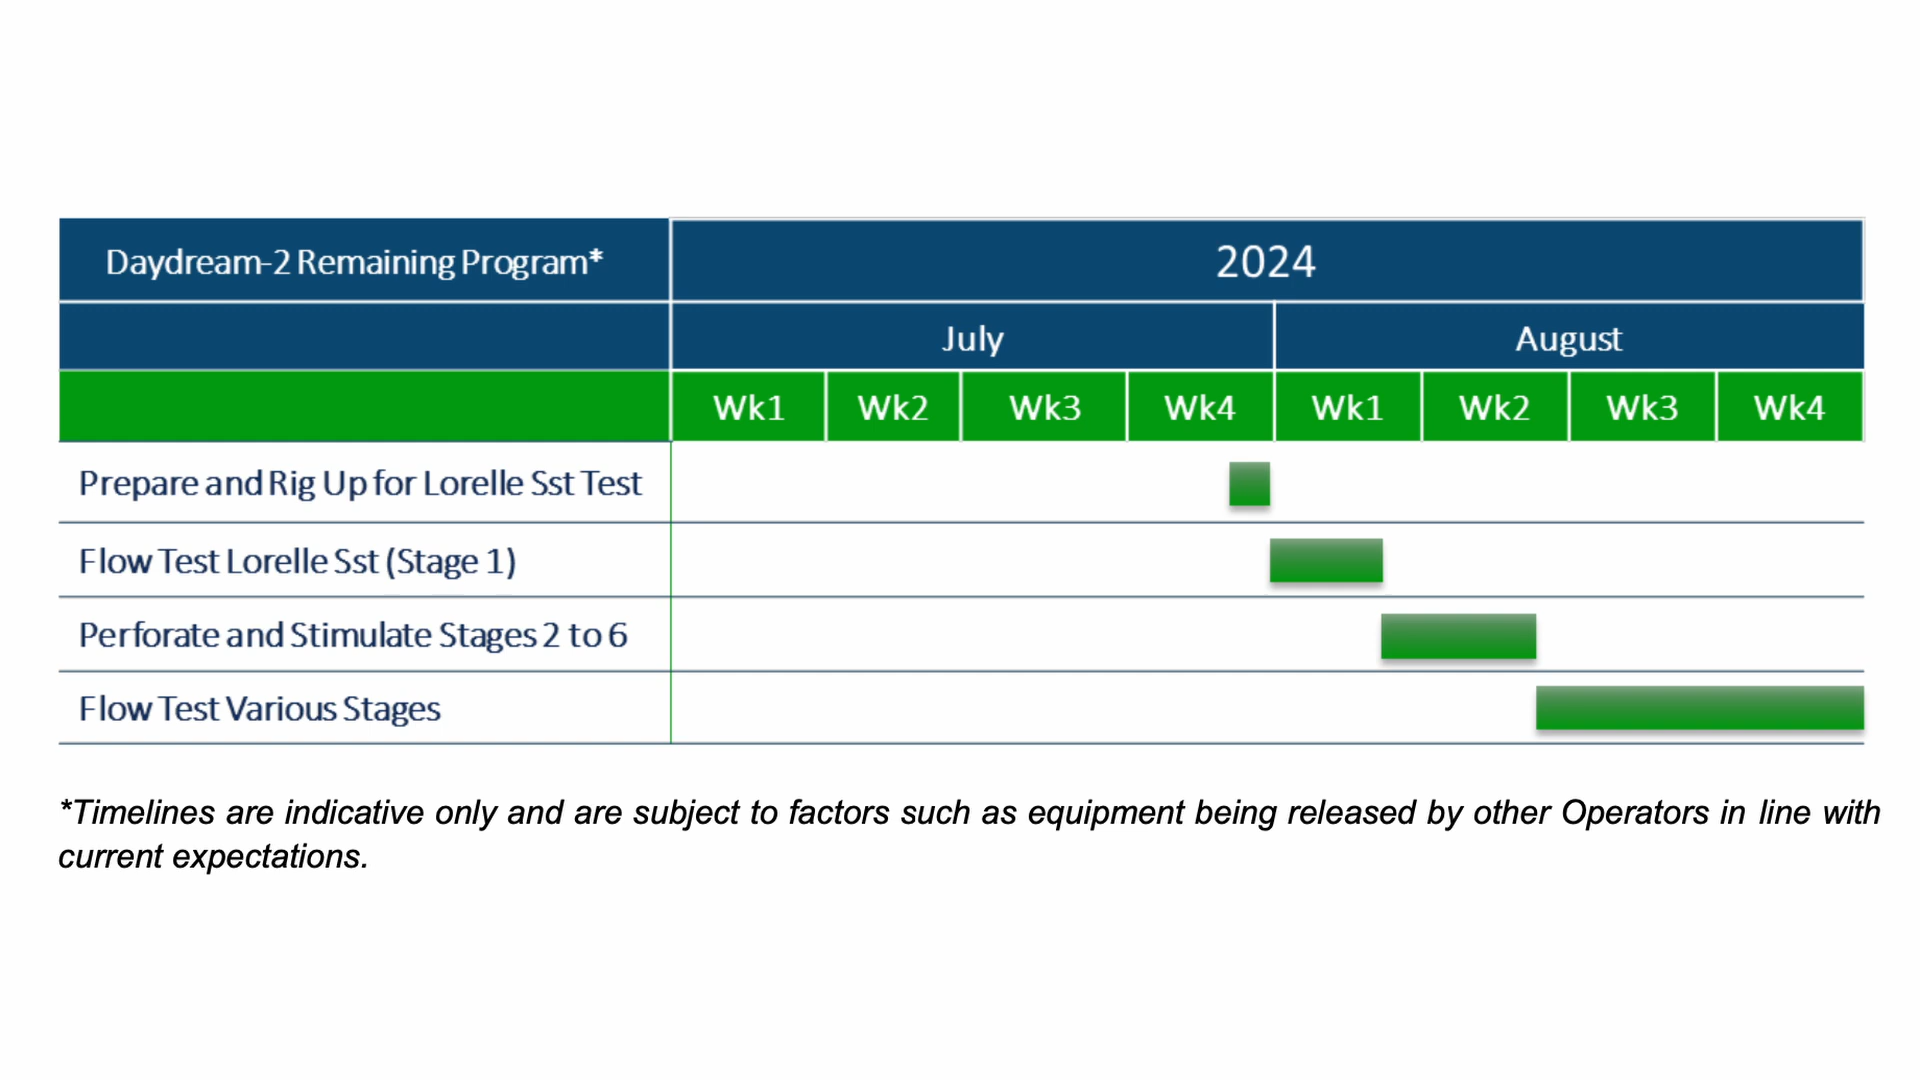 Daydream-2 Remaining Program*
2024
July
August
Wk1
Wk2
Wk3
Wk4
Wk1
Wk2
Wk3
Wk4
Prepare and Rig Up for Lorelle Sst Test
Flow Test Lorelle Sst (Stage 1)
Perforate and Stimulate Stages 2 to 6
Flow Test Various Stages
*Timelines are indicative only and are subject to factors such as equipment being released by other Operators in line with
current expectations.